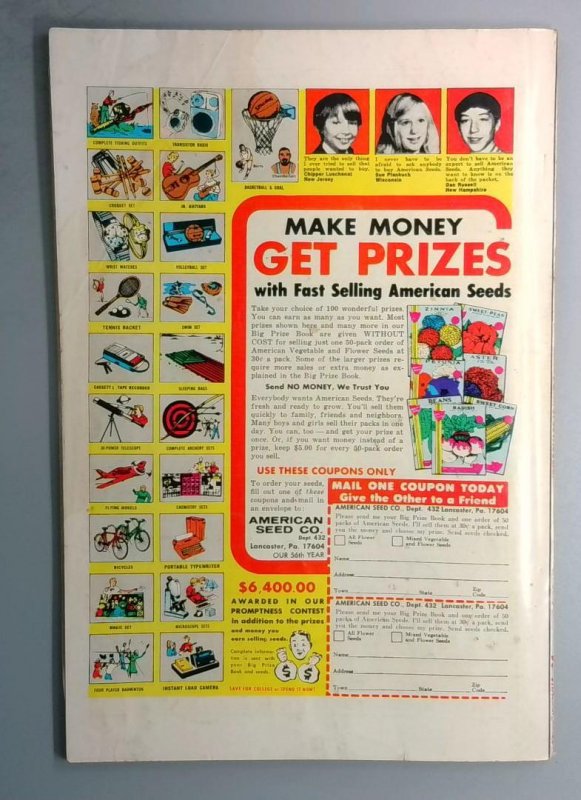 COMPLETE FISHING OUTFITS
TRANSISTOR RADIO
CROQUET SET
JR. GUITARS
WRIST WATCHES
VOLLEYBALL SET
TENNIS RACKET
SWIM SET
CASSETTE TAPE RECORDER
SLEEPING BAGS
30-POWER TELESCOPE
COMPLETE ARCHERY SETS
FLYING MODELS
CHEMISTRY SETS
BICYCLES
PORTABLE TYPEWRITER
MAGIC SET
MICROSCOPE SETS
FOUR PLAYER BADMINTON
INSTANT LOAD CAMERA
BASKETBALL & GOAL
They are the only thing
I ever tried to sell that
people wanted to buy.
Chipper Luschenat
New Jersey
I never have to be
afraid to ask anybody
to buy American Seeds.
Sue Plambuck
Wisconsin
You don't have to be an
expert to sell American
Seeds. Anything they
want to know is on the
back of the packet.
Dan Russell
New Hampshire
MAKE MONEY
GET PRIZES
with Fast Selling American Seeds
Take your choice of 100 wonderful prizes.
You can earn as many as you want. Most
prizes shown here and many more in our
Big Prize Book are given WITHOUT
COST for selling just one 50-pack order of
American Vegetable and Flower Seeds at
30¢ a pack. Some of the larger prizes re-
quire more sales or extra money as ex-
plained in the Big Prize Book.
Send NO MONEY, We Trust You
Everybody wants American Seeds. They're
fresh and ready to grow. You'll sell them
quickly to family, friends and neighbors.
Many boys and girls sell their packs in one
day. You can, too — and get your prize at
once. Or, if you want money instead of a
prize, keep $5.00 for every 50-pack order
you sell.
ZINNIA
SWEET PEAS
ASTER
BEANS
RADISH
SWEET CORN
USE THESE COUPONS ONLY
To order your seeds,
fill out one of these
coupons and mail in
an envelope to:
AMERICAN
SEED CO.
Dept. 432
Lancaster, Pa. 17604
OUR 56th YEAR
MAIL ONE COUPON TODAY
Give the Other to a Friend
AMERICAN SEED CO., Dept. 432 Lancaster, Pa. 17604
Please send me your Big Prize Book and one order of 50
packs of American Seeds. I'll sell them at 30¢ a pack, send
you the money and choose my prize. Send seeds checked.
All Flower Seeds
Mixed Vegetable and Flower Seeds
Name
Address
Town State Zip Code
AMERICAN SEED CO., Dept. 432 Lancaster, Pa. 17604
Please send me your Big Prize Book and one order of 50
packs of American Seeds. I'll sell them at 30¢ a pack, send
you the money and choose my prize. Send seeds checked.
All Flower Seeds
Mixed Vegetable and Flower Seeds
Name
Address
Town State Zip Code
$6,400.00
AWARDED IN OUR
PROMPTNESS CONTEST
in addition to the prizes
and money you
earn selling seeds.
Complete informa-
tion is sent with
your Big Prize
Book and seeds.
$ $
SAVE FOR COLLEGE or SPEND IT NOW!